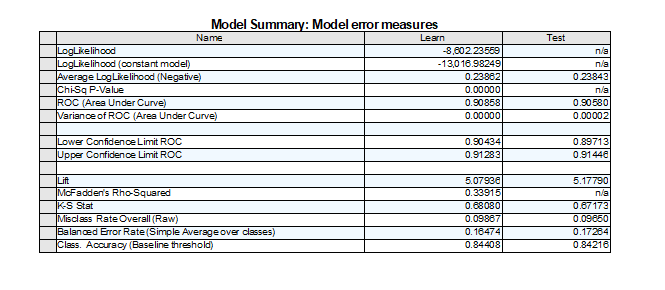 Model Summary: Model error measures
Name Learn Test
LogLikelihood -8,602.23559 n/a
LogLikelihood (constant model) -13,016.98249 n/a
Average LogLikelihood (Negative) 0.23862 0.23843
Chi-Sq P-Value 0.00000 n/a
ROC (Area Under Curve) 0.90858 0.90580
Variance of ROC (Area Under Curve) 0.00000 0.00002
Lower Confidence Limit ROC 0.90434 0.89713
Upper Confidence Limit ROC 0.91283 0.91446
Lift 5.07936 5.17790
McFadden's Rho-Squared 0.33915 n/a
K-S Stat 0.68080 0.67173
Misclass Rate Overall (Raw) 0.09867 0.09650
Balanced Error Rate (Simple Average over classes) 0.16474 0.17264
Class. Accuracy (Baseline threshold) 0.84408 0.84216